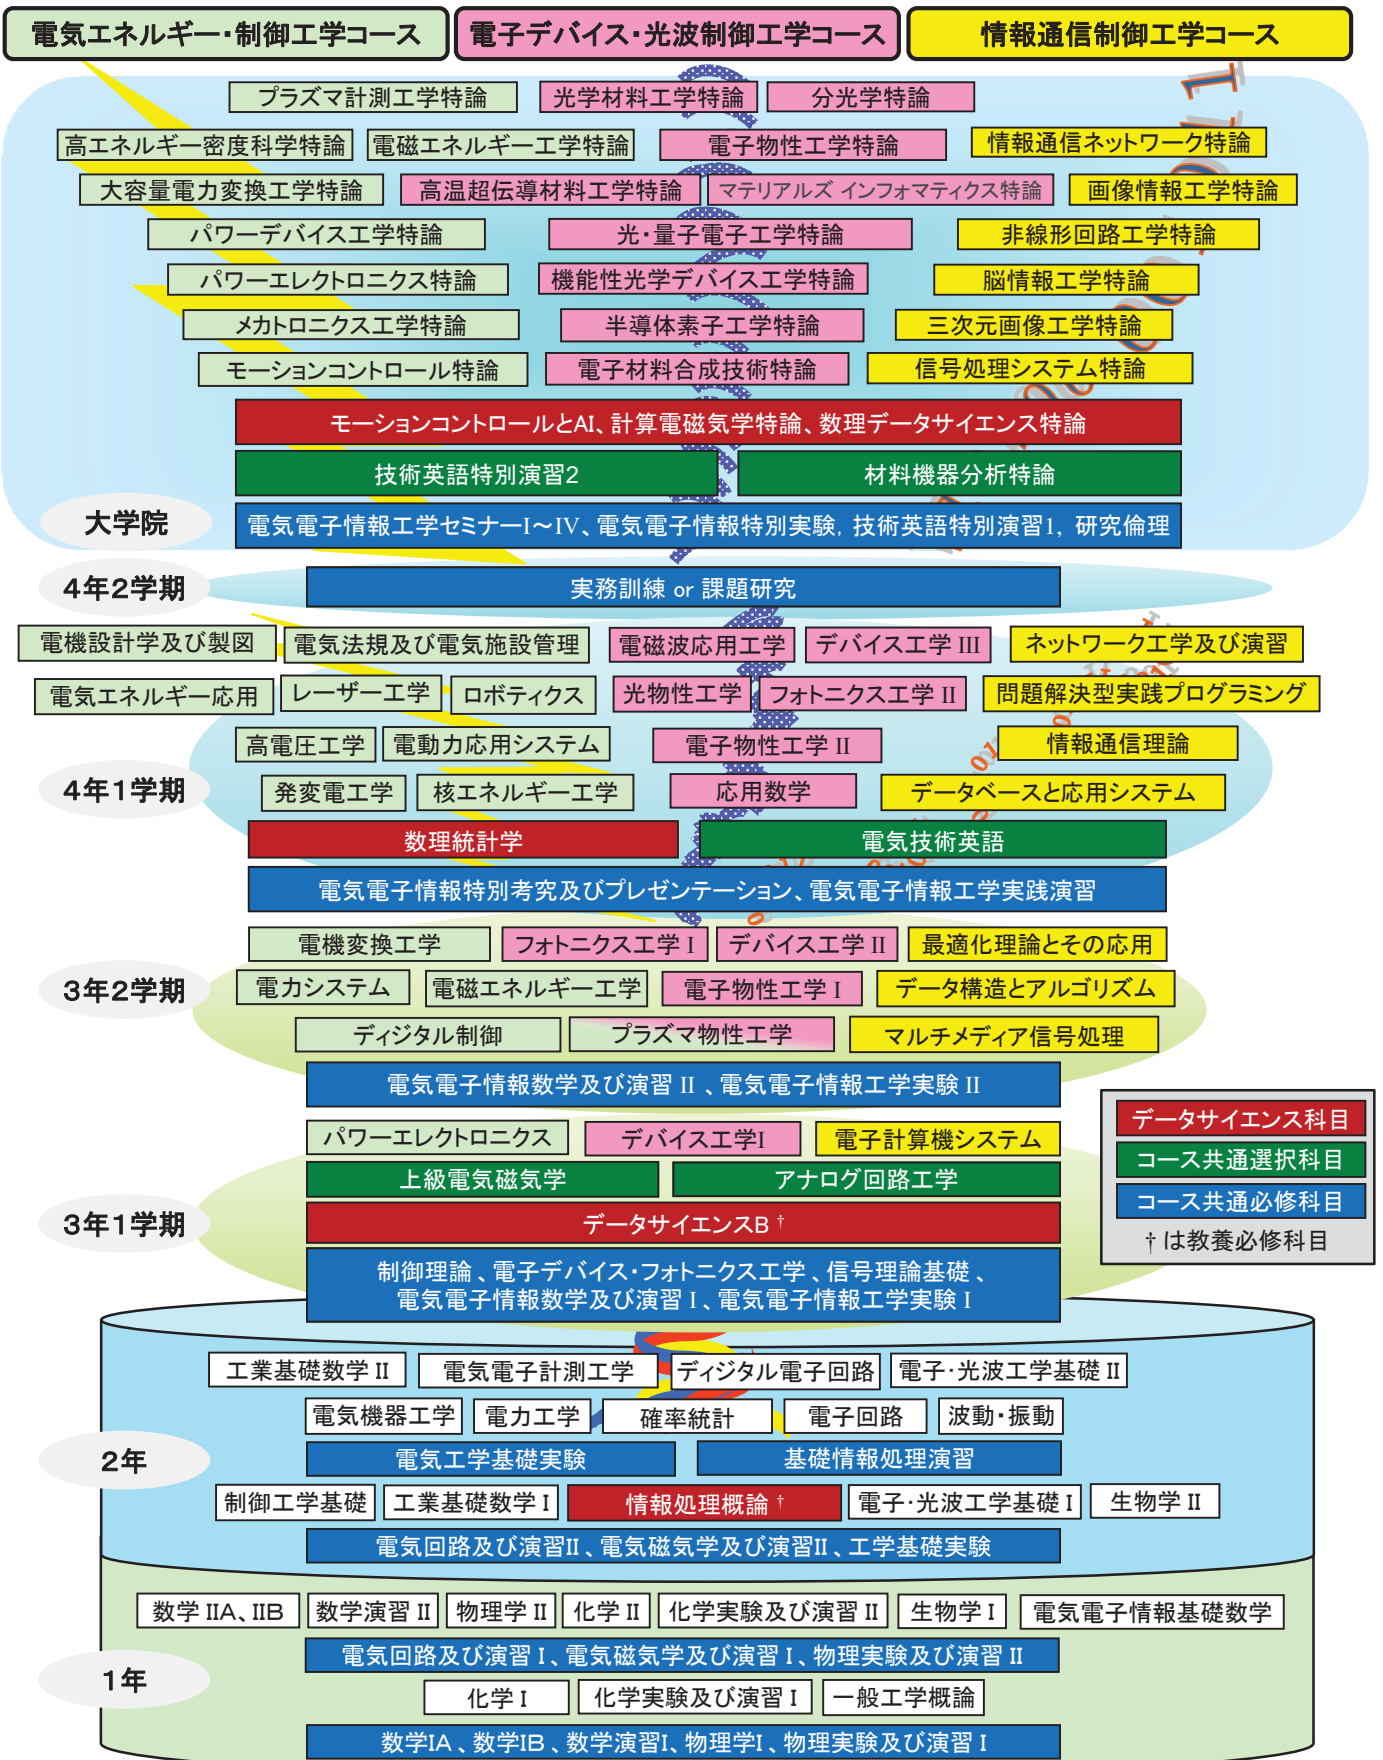 電気エネルギー・制御工学コース
電子デバイス・光波制御工学コース
情報通信制御工学コース
プラズマ計測工学特論
光学材料工学特論
分光学特論
高エネルギー密度科学特論
電磁エネルギー工学特論
電子物性工学特論
情報通信ネットワーク特論
大容量電力変換工学特論
高温超伝導材料工学特論
マテリアルズ インフォマティクス特論
画像情報工学特論
パワーデバイス工学特論
光・量子電子工学特論
非線形回路工学特論
パワーエレクトロニクス特論
機能性光学デバイス工学特論
脳情報工学特論
メカトロニクス工学特論
半導体素子工学特論
三次元画像工学特論
モーションコントロール特論
電子材料合成技術特論
信号処理システム特論
モーションコントロールとAI、計算電磁気学特論、数理データサイエンス特論
技術英語特別演習2
材料機器分析特論
大学院
電気電子情報工学セミナーI～IV、電気電子情報特別実験, 技術英語特別演習1, 研究倫理
4年2学期
実務訓練 or 課題研究
電機設計学及び製図
電気法規及び電気施設管理
電磁波応用工学
デバイス工学 III
ネットワーク工学及び演習
電気エネルギー応用
レーザー工学
ロボティクス
光物性工学
フォトニクス工学 II
問題解決型実践プログラミング
高電圧工学
電動力応用システム
電子物性工学 II
情報通信理論
4年1学期
発変電工学
核エネルギー工学
応用数学
データベースと応用システム
数理統計学
電気技術英語
電気電子情報特別考究及びプレゼンテーション、電気電子情報工学実践演習
電機変換工学
フォトニクス工学 I
デバイス工学 II
最適化理論とその応用
3年2学期
電力システム
電磁エネルギー工学
電子物性工学 I
データ構造とアルゴリズム
ディジタル制御
プラズマ物性工学
マルチメディア信号処理
電気電子情報数学及び演習 II 、電気電子情報工学実験 II
パワーエレクトロニクス
デバイス工学I
電子計算機システム
上級電気磁気学
アナログ回路工学
3年1学期
データサイエンスB †
制御理論 、電子デバイス・フォトニクス工学 、信号理論基礎 、
電気電子情報数学及び演習 I 、電気電子情報工学実験 I
データサイエンス科目
コース共通選択科目
コース共通必修科目
† は教養必修科目
工業基礎数学 II
電気電子計測工学
ディジタル電子回路
電子・光波工学基礎 II
電気機器工学
電力工学
確率統計
電子回路
波動・振動
2年
電気工学基礎実験
基礎情報処理演習
制御工学基礎
工業基礎数学 I
情報処理概論 †
電子・光波工学基礎 I
生物学 II
電気回路及び演習II 、電気磁気学及び演習II 、工学基礎実験
数学 IIA、IIB
数学演習 II
物理学 II
化学 II
化学実験及び演習 II
生物学 I
電気電子情報基礎数学
電気回路及び演習 I 、電気磁気学及び演習 I 、物理実験及び演習 II
1年
化学 I
化学実験及び演習 I
一般工学概論
数学IA 、数学IB 、数学演習I、物理学I、物理実験及び演習 I